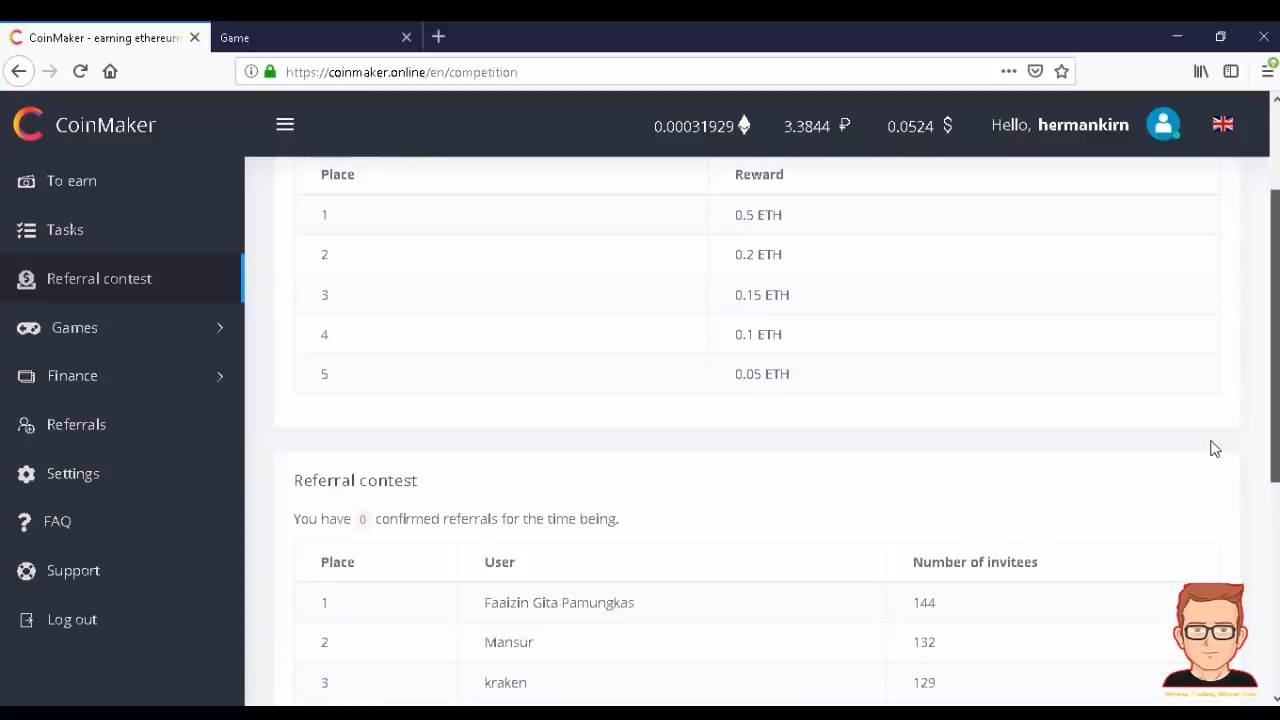 CoinMaker - earning ethereum
Game
https://coinmaker.online/en/competition
CoinMaker
0.00031929
3.3844 ₽
0.0524 $
Hello, hermankirn
To earn
Tasks
Referral contest
Games
Finance
Referrals
Settings
FAQ
Support
Log out
Place Reward
1 0.5 ETH
2 0.2 ETH
3 0.15 ETH
4 0.1 ETH
5 0.05 ETH
Referral contest
You have 0 confirmed referrals for the time being.
Place User Number of invitees
1 Faaizin Gita Pamungkas 144
2 Mansur 132
3 kraken 129